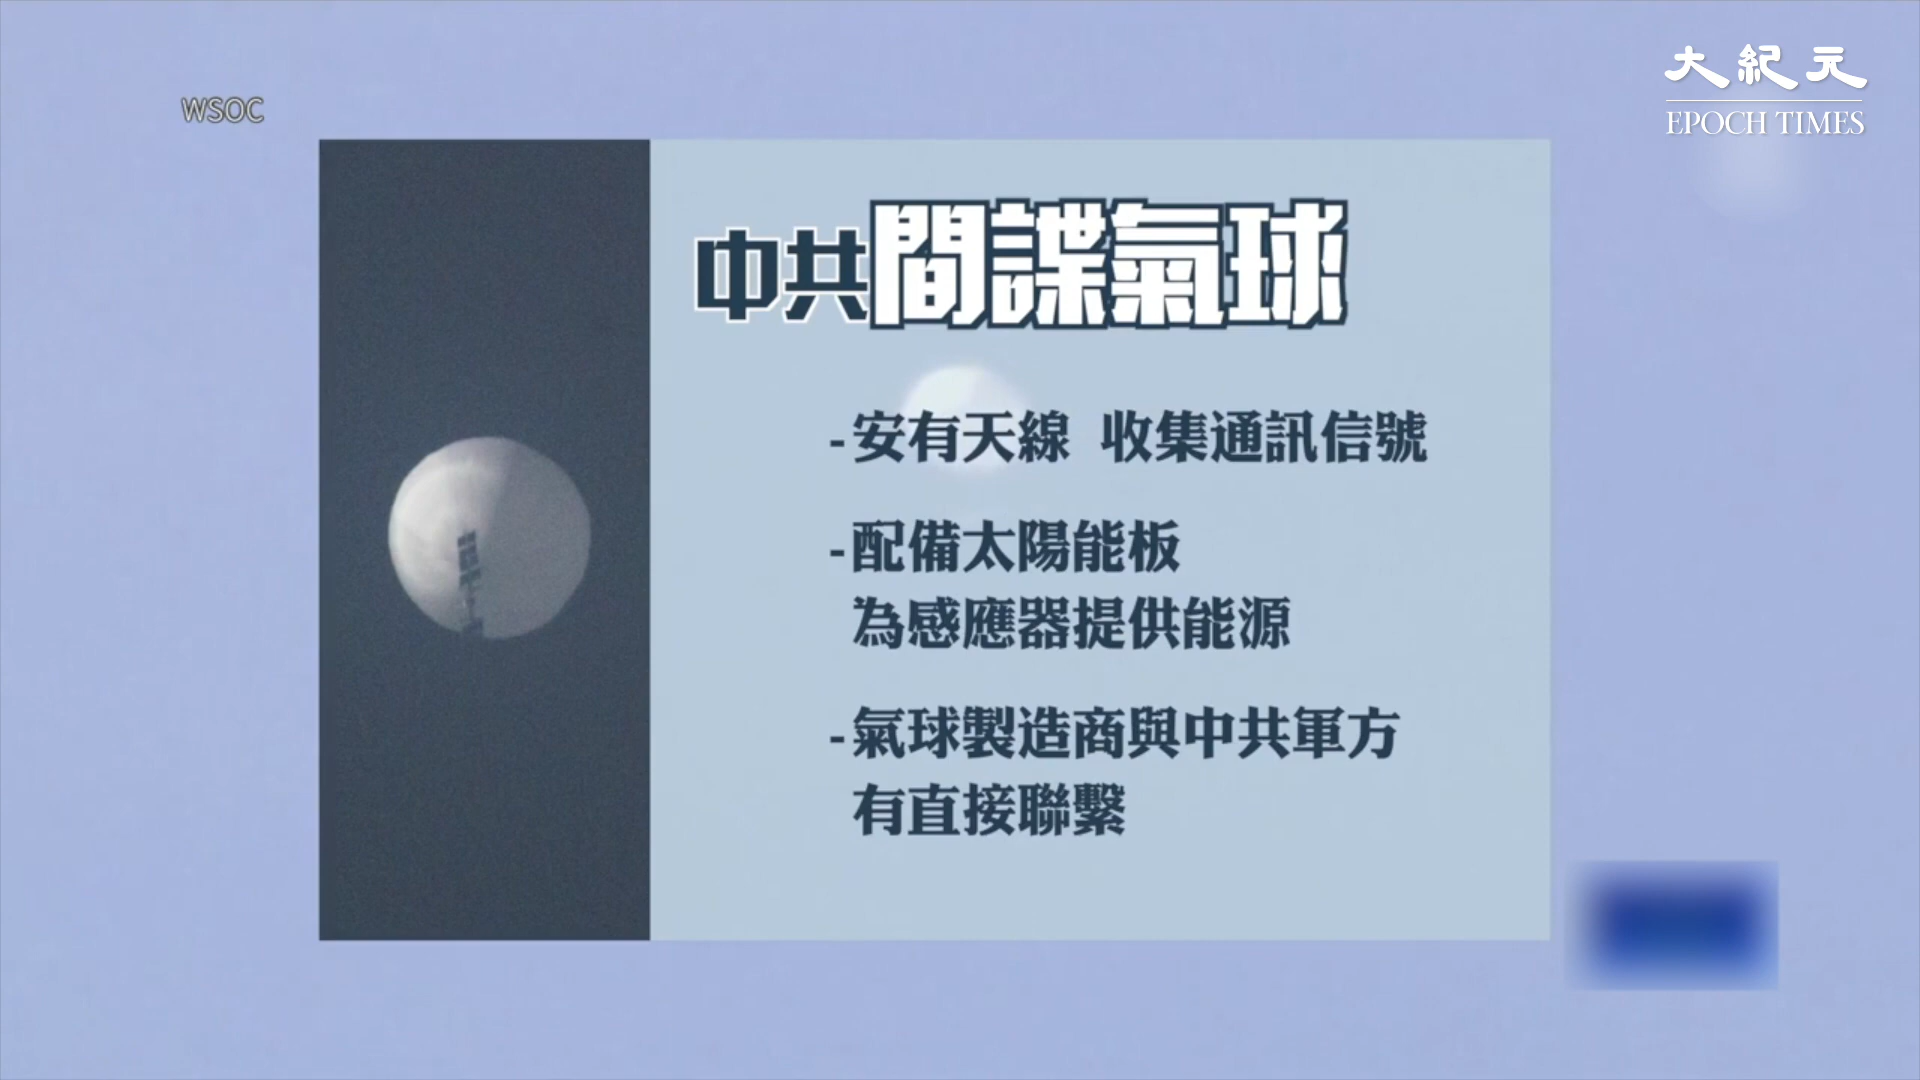 大紀元
EPOCH TIMES
WSOC
中共間諜氣球
-安有天線 收集通訊信號
-配備太陽能板
為感應器提供能源
-氣球製造商與中共軍方
有直接聯繫